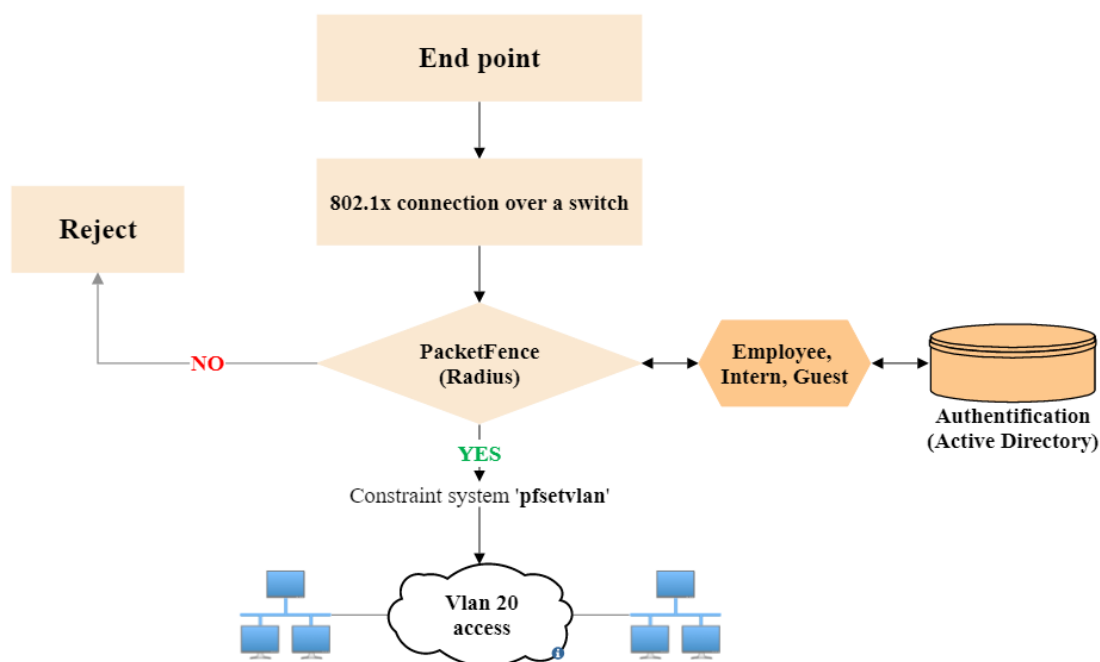 End point
802.1x connection over a switch
Reject
PacketFence
(Radius)
NO
Employee,
Intern, Guest
Authentification
(Active Directory)
YES
Constraint system 'pfsetvlan'
Vlan 20
access
i